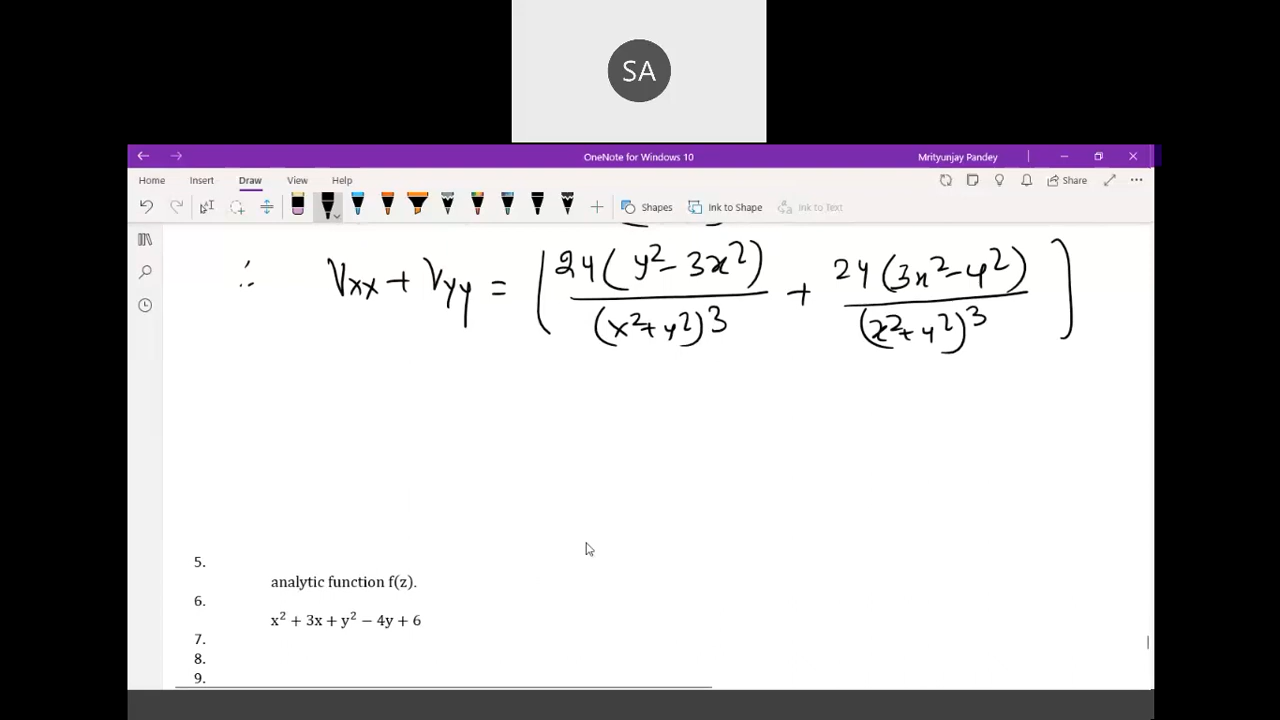 SA
OneNote for Windows 10
Mrityunjay Pandey
Home Insert Draw View Help
Share
Shapes Ink to Shape Ink to Text
∴ Vxx + Vyy = [ 24(y² − 3x²) / (x² + y²)³ + 24(3x² − y²) / (x² + y²)³ ]
5.
analytic function f(z).
6.
x² + 3x + y² − 4y + 6
7.
8.
9.